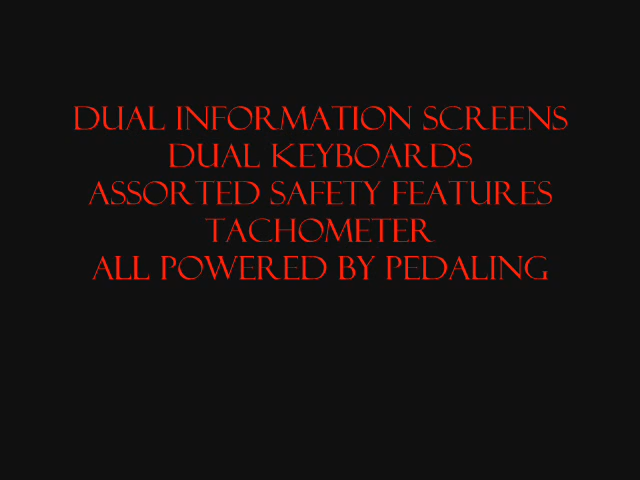 DUAL INFORMATION SCREENS
DUAL KEYBOARDS
ASSORTED SAFETY FEATURES
TACHOMETER
ALL POWERED BY PEDALING